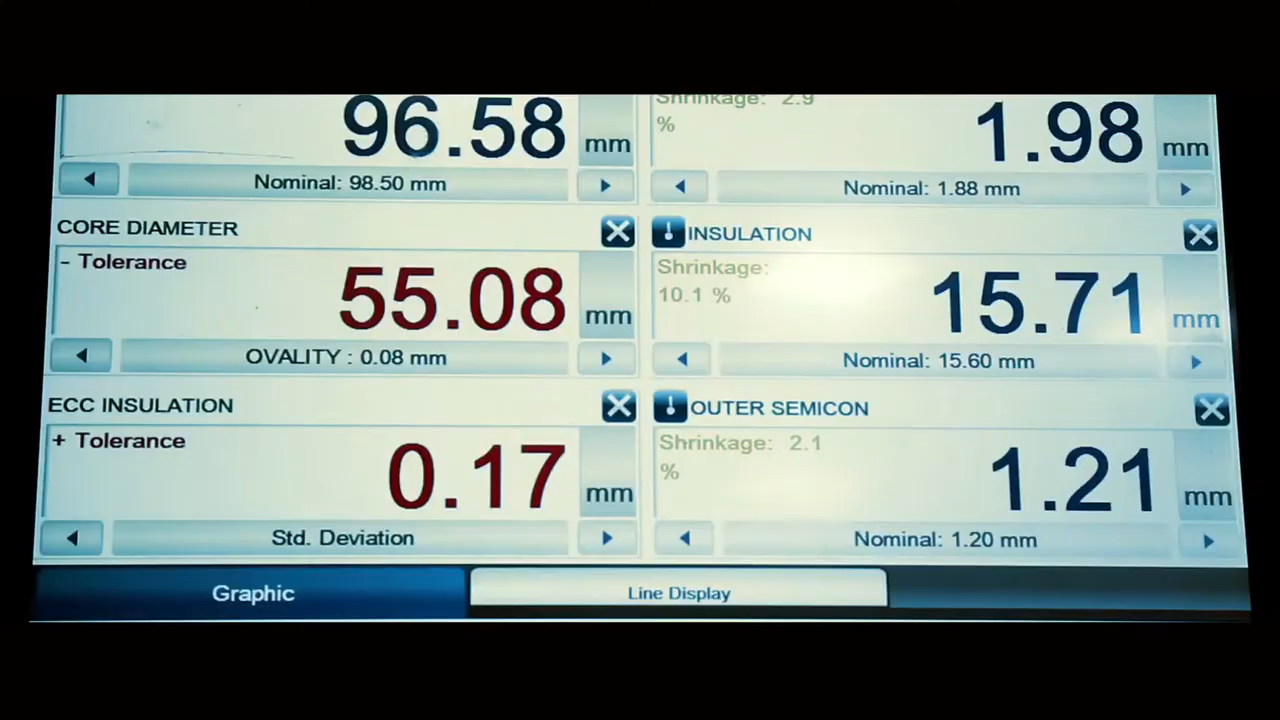 96.58 mm
Nominal: 98.50 mm
Shrinkage: 2.9
%
1.98 mm
Nominal: 1.88 mm
CORE DIAMETER
- Tolerance
55.08 mm
OVALITY : 0.08 mm
INSULATION
Shrinkage:
10.1 %
15.71 mm
Nominal: 15.60 mm
ECC INSULATION
+ Tolerance
0.17 mm
Std. Deviation
OUTER SEMICON
Shrinkage: 2.1
%
1.21 mm
Nominal: 1.20 mm
Graphic
Line Display